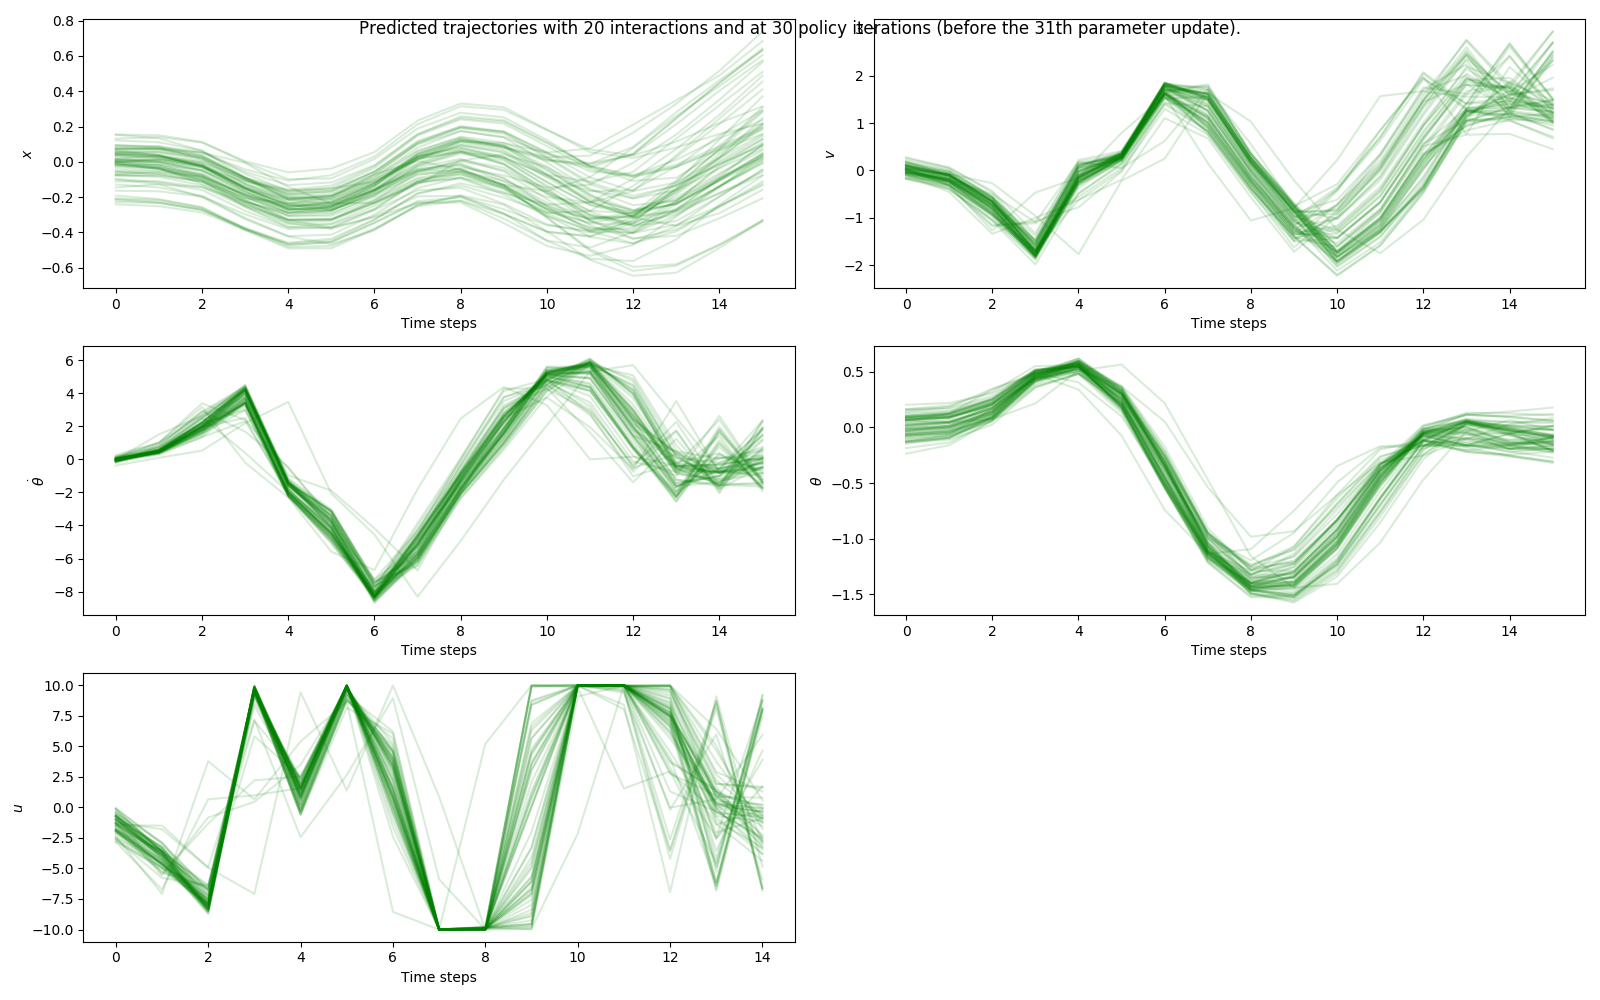 Predicted trajectories with 20 interactions and at 30 policy iterations (before the 31th parameter update).
0.8
0.6
0.4
0.2
0.0
−0.2
−0.4
−0.6
x
0 2 4 6 8 10 12 14
Time steps
3
2
1
0
−1
−2
v
0 2 4 6 8 10 12 14
Time steps
6
4
2
0
−2
−4
−6
−8
θ̇
0 2 4 6 8 10 12 14
Time steps
0.5
0.0
−0.5
−1.0
−1.5
θ
0 2 4 6 8 10 12 14
Time steps
10.0
7.5
5.0
2.5
0.0
−2.5
−5.0
−7.5
−10.0
u
0 2 4 6 8 10 12 14
Time steps